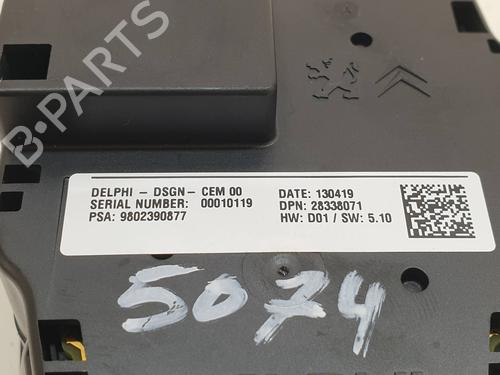 B-PARTS
DELPHI - DSGN - CEM 00
SERIAL NUMBER: 00010119
PSA: 9802390877
DATE: 130419
DPN: 28338071
HW: D01 / SW: 5.10
5074